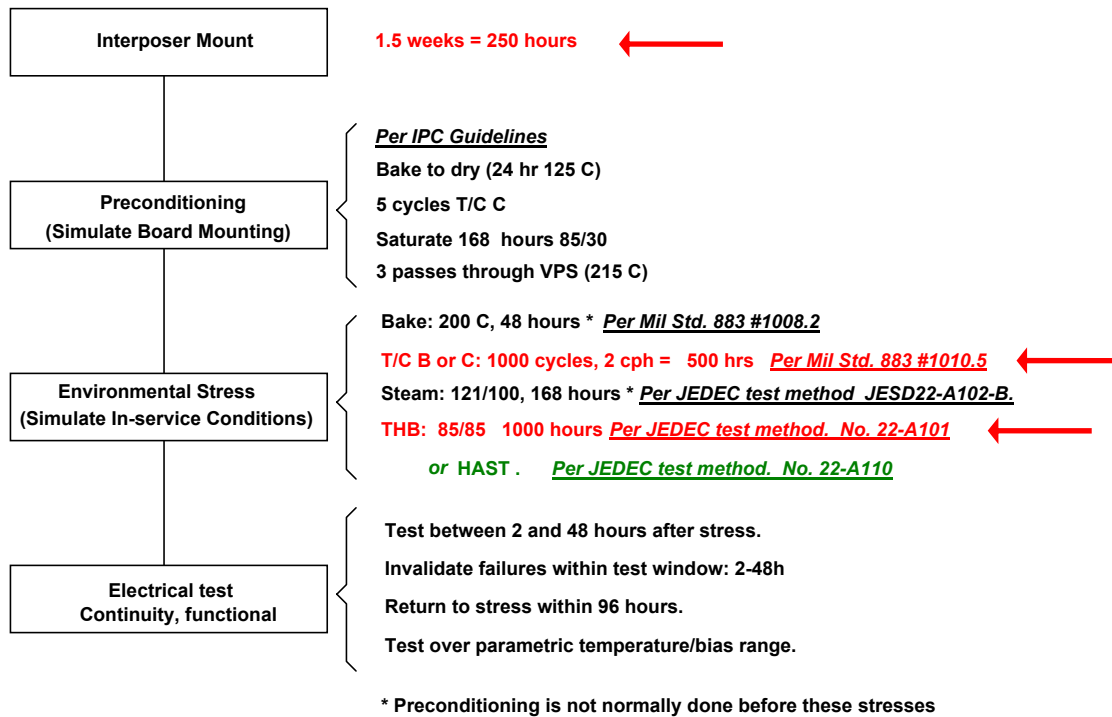 Interposer Mount
1.5 weeks = 250 hours
Preconditioning
(Simulate Board Mounting)
Per IPC Guidelines
Bake to dry (24 hr 125 C)
5 cycles T/C C
Saturate 168 hours 85/30
3 passes through VPS (215 C)
Environmental Stress
(Simulate In-service Conditions)
Bake: 200 C, 48 hours * Per Mil Std. 883 #1008.2
T/C B or C: 1000 cycles, 2 cph = 500 hrs Per Mil Std. 883 #1010.5
Steam: 121/100, 168 hours * Per JEDEC test method JESD22-A102-B.
THB: 85/85 1000 hours Per JEDEC test method. No. 22-A101
or HAST . Per JEDEC test method. No. 22-A110
Electrical test
Continuity, functional
Test between 2 and 48 hours after stress.
Invalidate failures within test window: 2-48h
Return to stress within 96 hours.
Test over parametric temperature/bias range.
* Preconditioning is not normally done before these stresses